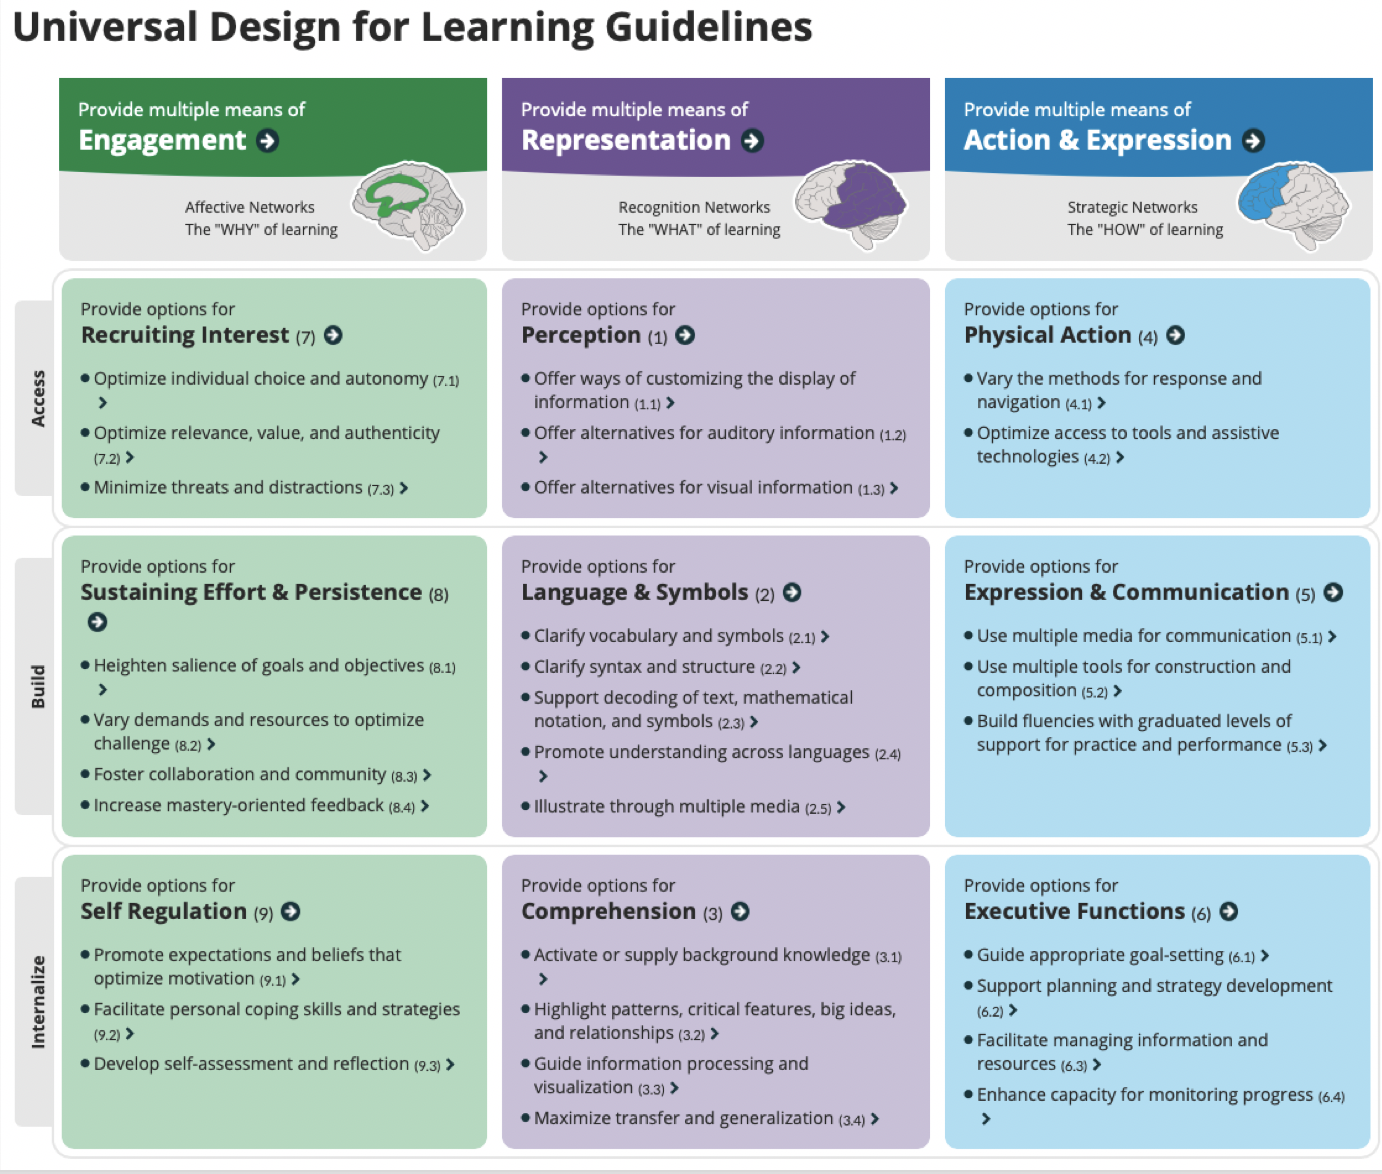 Universal Design for Learning Guidelines
Provide multiple means of
Engagement
Affective Networks
The "WHY" of learning
Provide multiple means of
Representation
Recognition Networks
The "WHAT" of learning
Provide multiple means of
Action & Expression
Strategic Networks
The "HOW" of learning
Access
Provide options for
Recruiting Interest (7)
Optimize individual choice and autonomy (7.1)
Optimize relevance, value, and authenticity
(7.2)
Minimize threats and distractions (7.3)
Provide options for
Perception (1)
Offer ways of customizing the display of
information (1.1)
Offer alternatives for auditory information (1.2)
Offer alternatives for visual information (1.3)
Provide options for
Physical Action (4)
Vary the methods for response and
navigation (4.1)
Optimize access to tools and assistive
technologies (4.2)
Build
Provide options for
Sustaining Effort & Persistence (8)
Heighten salience of goals and objectives (8.1)
Vary demands and resources to optimize
challenge (8.2)
Foster collaboration and community (8.3)
Increase mastery-oriented feedback (8.4)
Provide options for
Language & Symbols (2)
Clarify vocabulary and symbols (2.1)
Clarify syntax and structure (2.2)
Support decoding of text, mathematical
notation, and symbols (2.3)
Promote understanding across languages (2.4)
Illustrate through multiple media (2.5)
Provide options for
Expression & Communication (5)
Use multiple media for communication (5.1)
Use multiple tools for construction and
composition (5.2)
Build fluencies with graduated levels of
support for practice and performance (5.3)
Internalize
Provide options for
Self Regulation (9)
Promote expectations and beliefs that
optimize motivation (9.1)
Facilitate personal coping skills and strategies
(9.2)
Develop self-assessment and reflection (9.3)
Provide options for
Comprehension (3)
Activate or supply background knowledge (3.1)
Highlight patterns, critical features, big ideas,
and relationships (3.2)
Guide information processing and
visualization (3.3)
Maximize transfer and generalization (3.4)
Provide options for
Executive Functions (6)
Guide appropriate goal-setting (6.1)
Support planning and strategy development
(6.2)
Facilitate managing information and
resources (6.3)
Enhance capacity for monitoring progress (6.4)